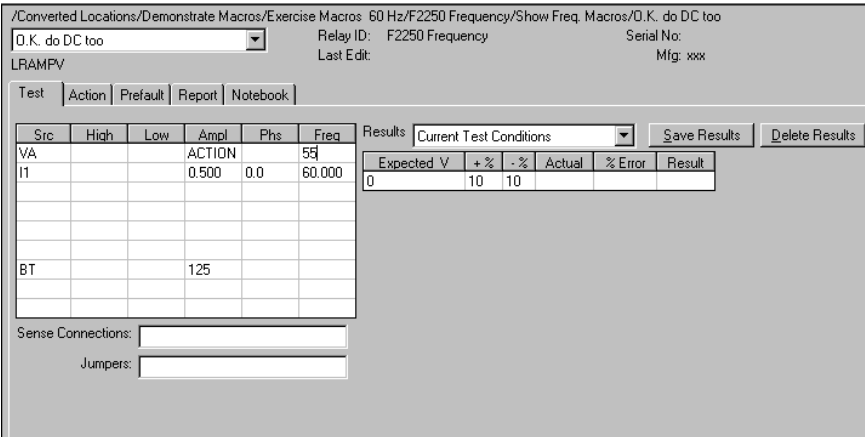 /Converted Locations/Demonstrate Macros/Exercise Macros  60 Hz/F2250 Frequency/Show Freq. Macros/O.K. do DC too
O.K. do DC too
Relay ID: F2250 Frequency
Serial No:
Last Edit:
Mfg: xxx
LRAMPV
Test Action Prefault Report Notebook
Src High Low Ampl Phs Freq
VA ACTION 55
I1 0.500 0.0 60.000
BT 125
Results Current Test Conditions Save Results Delete Results
Expected V + % - % Actual % Error Result
0 10 10
Sense Connections:
Jumpers: